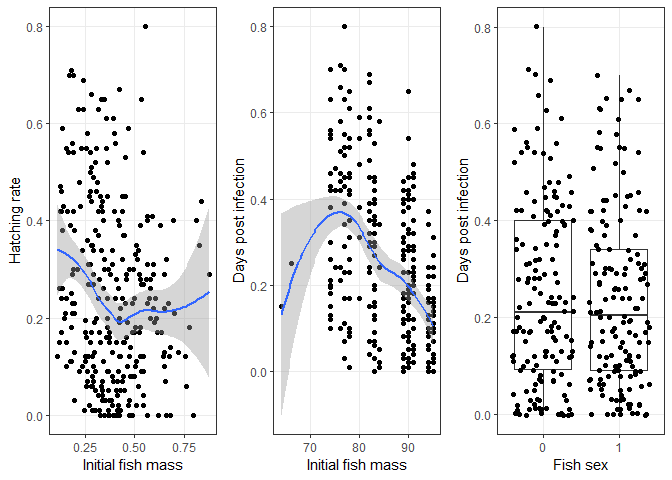 Hatching rate
0.8
0.6
0.4
0.2
0.0
0.25 0.50 0.75
Initial fish mass
Days post infection
0.8
0.6
0.4
0.2
0.0
70 80 90
Initial fish mass
Days post infection
0.8
0.6
0.4
0.2
0.0
0 1
Fish sex